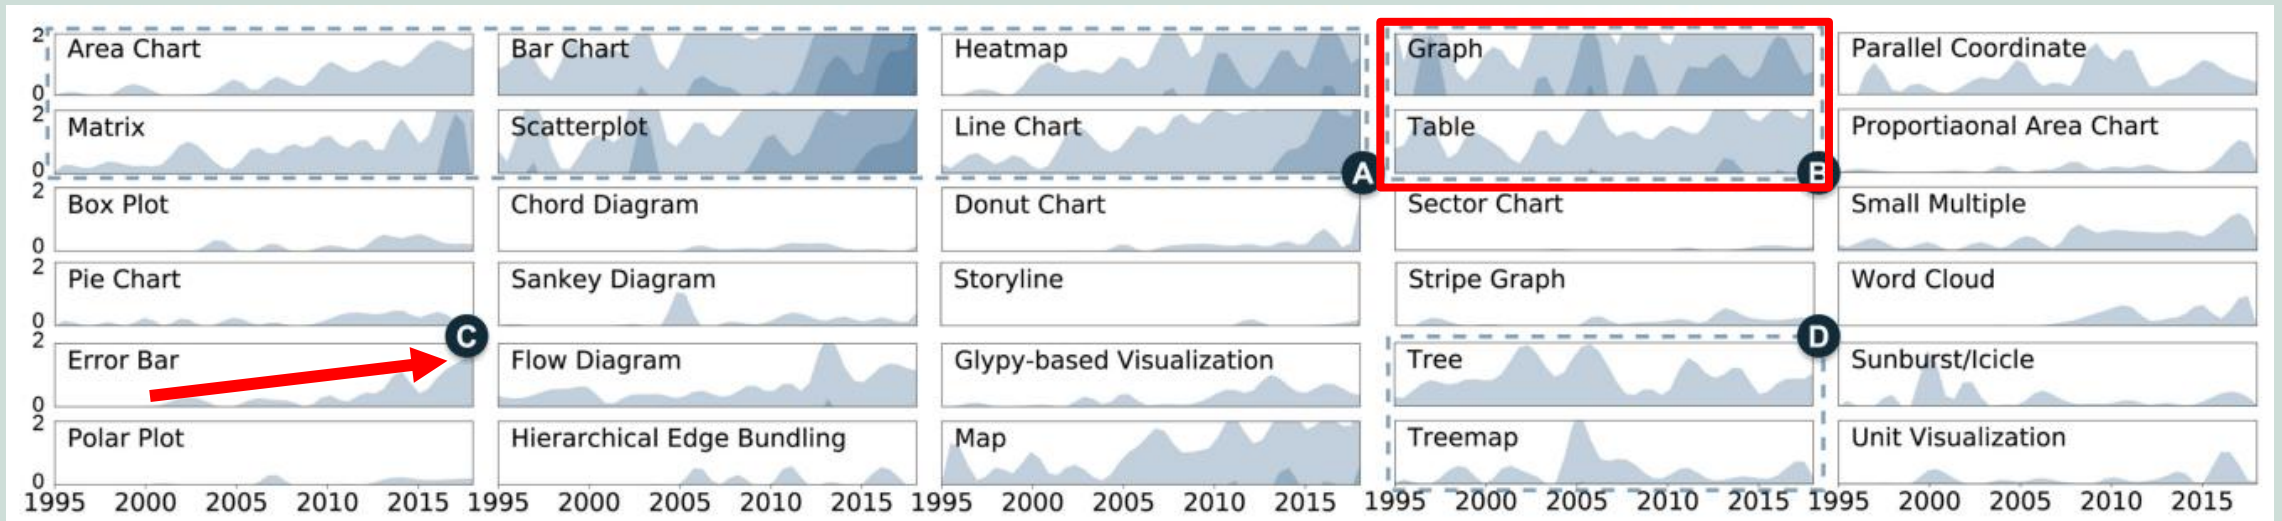 2 Area Chart Bar Chart Heatmap Graph Parallel Coordinate
0
2 Matrix Scatterplot Line Chart Table Proportiaonal Area Chart
0 A B
2 Box Plot Chord Diagram Donut Chart Sector Chart Small Multiple
0
2 Pie Chart Sankey Diagram Storyline Stripe Graph Word Cloud
0 C D
2 Error Bar Flow Diagram Glypy-based Visualization Tree Sunburst/Icicle
0
2 Polar Plot Hierarchical Edge Bundling Map Treemap Unit Visualization
0
1995 2000 2005 2010 2015 1995 2000 2005 2010 2015 1995 2000 2005 2010 2015 1995 2000 2005 2010 2015 1995 2000 2005 2010 2015